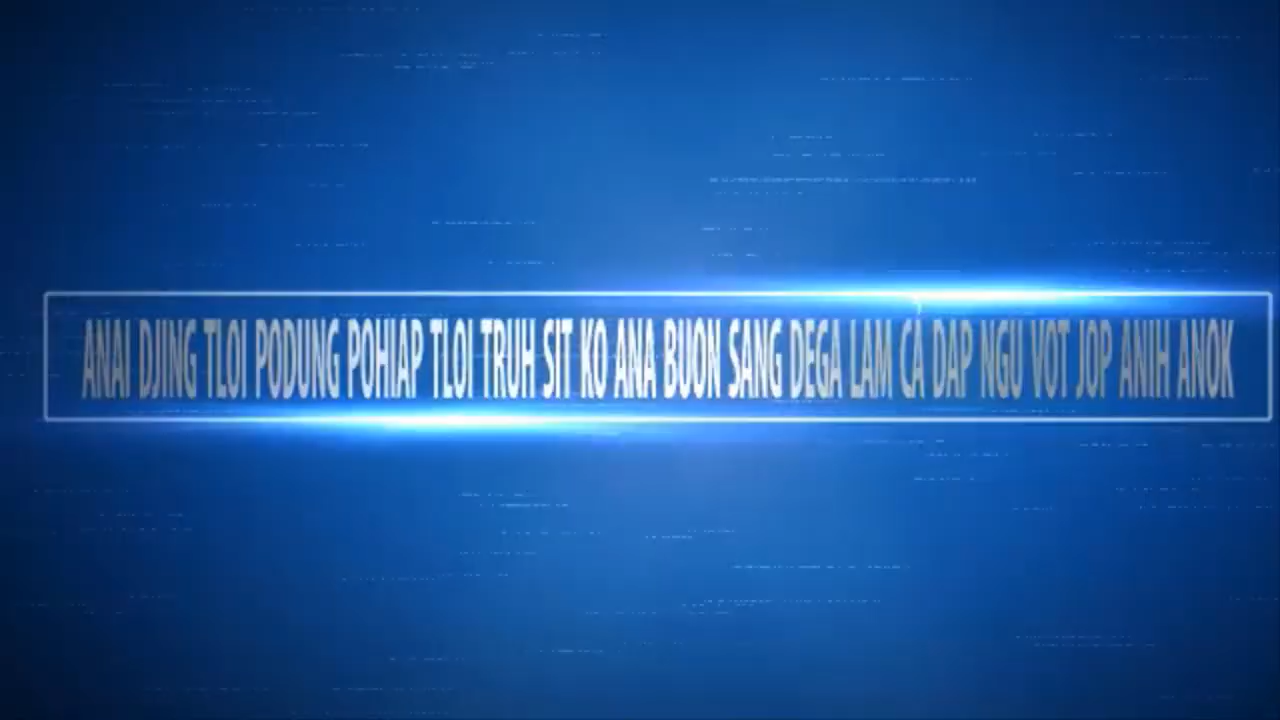 ANAI DJING TLOI PODUNG POHIAP TLOI TRUH SIT KO ANA BUON SANG DEGA LAM CA DAP NGU VOT JOP ANIH ANOK